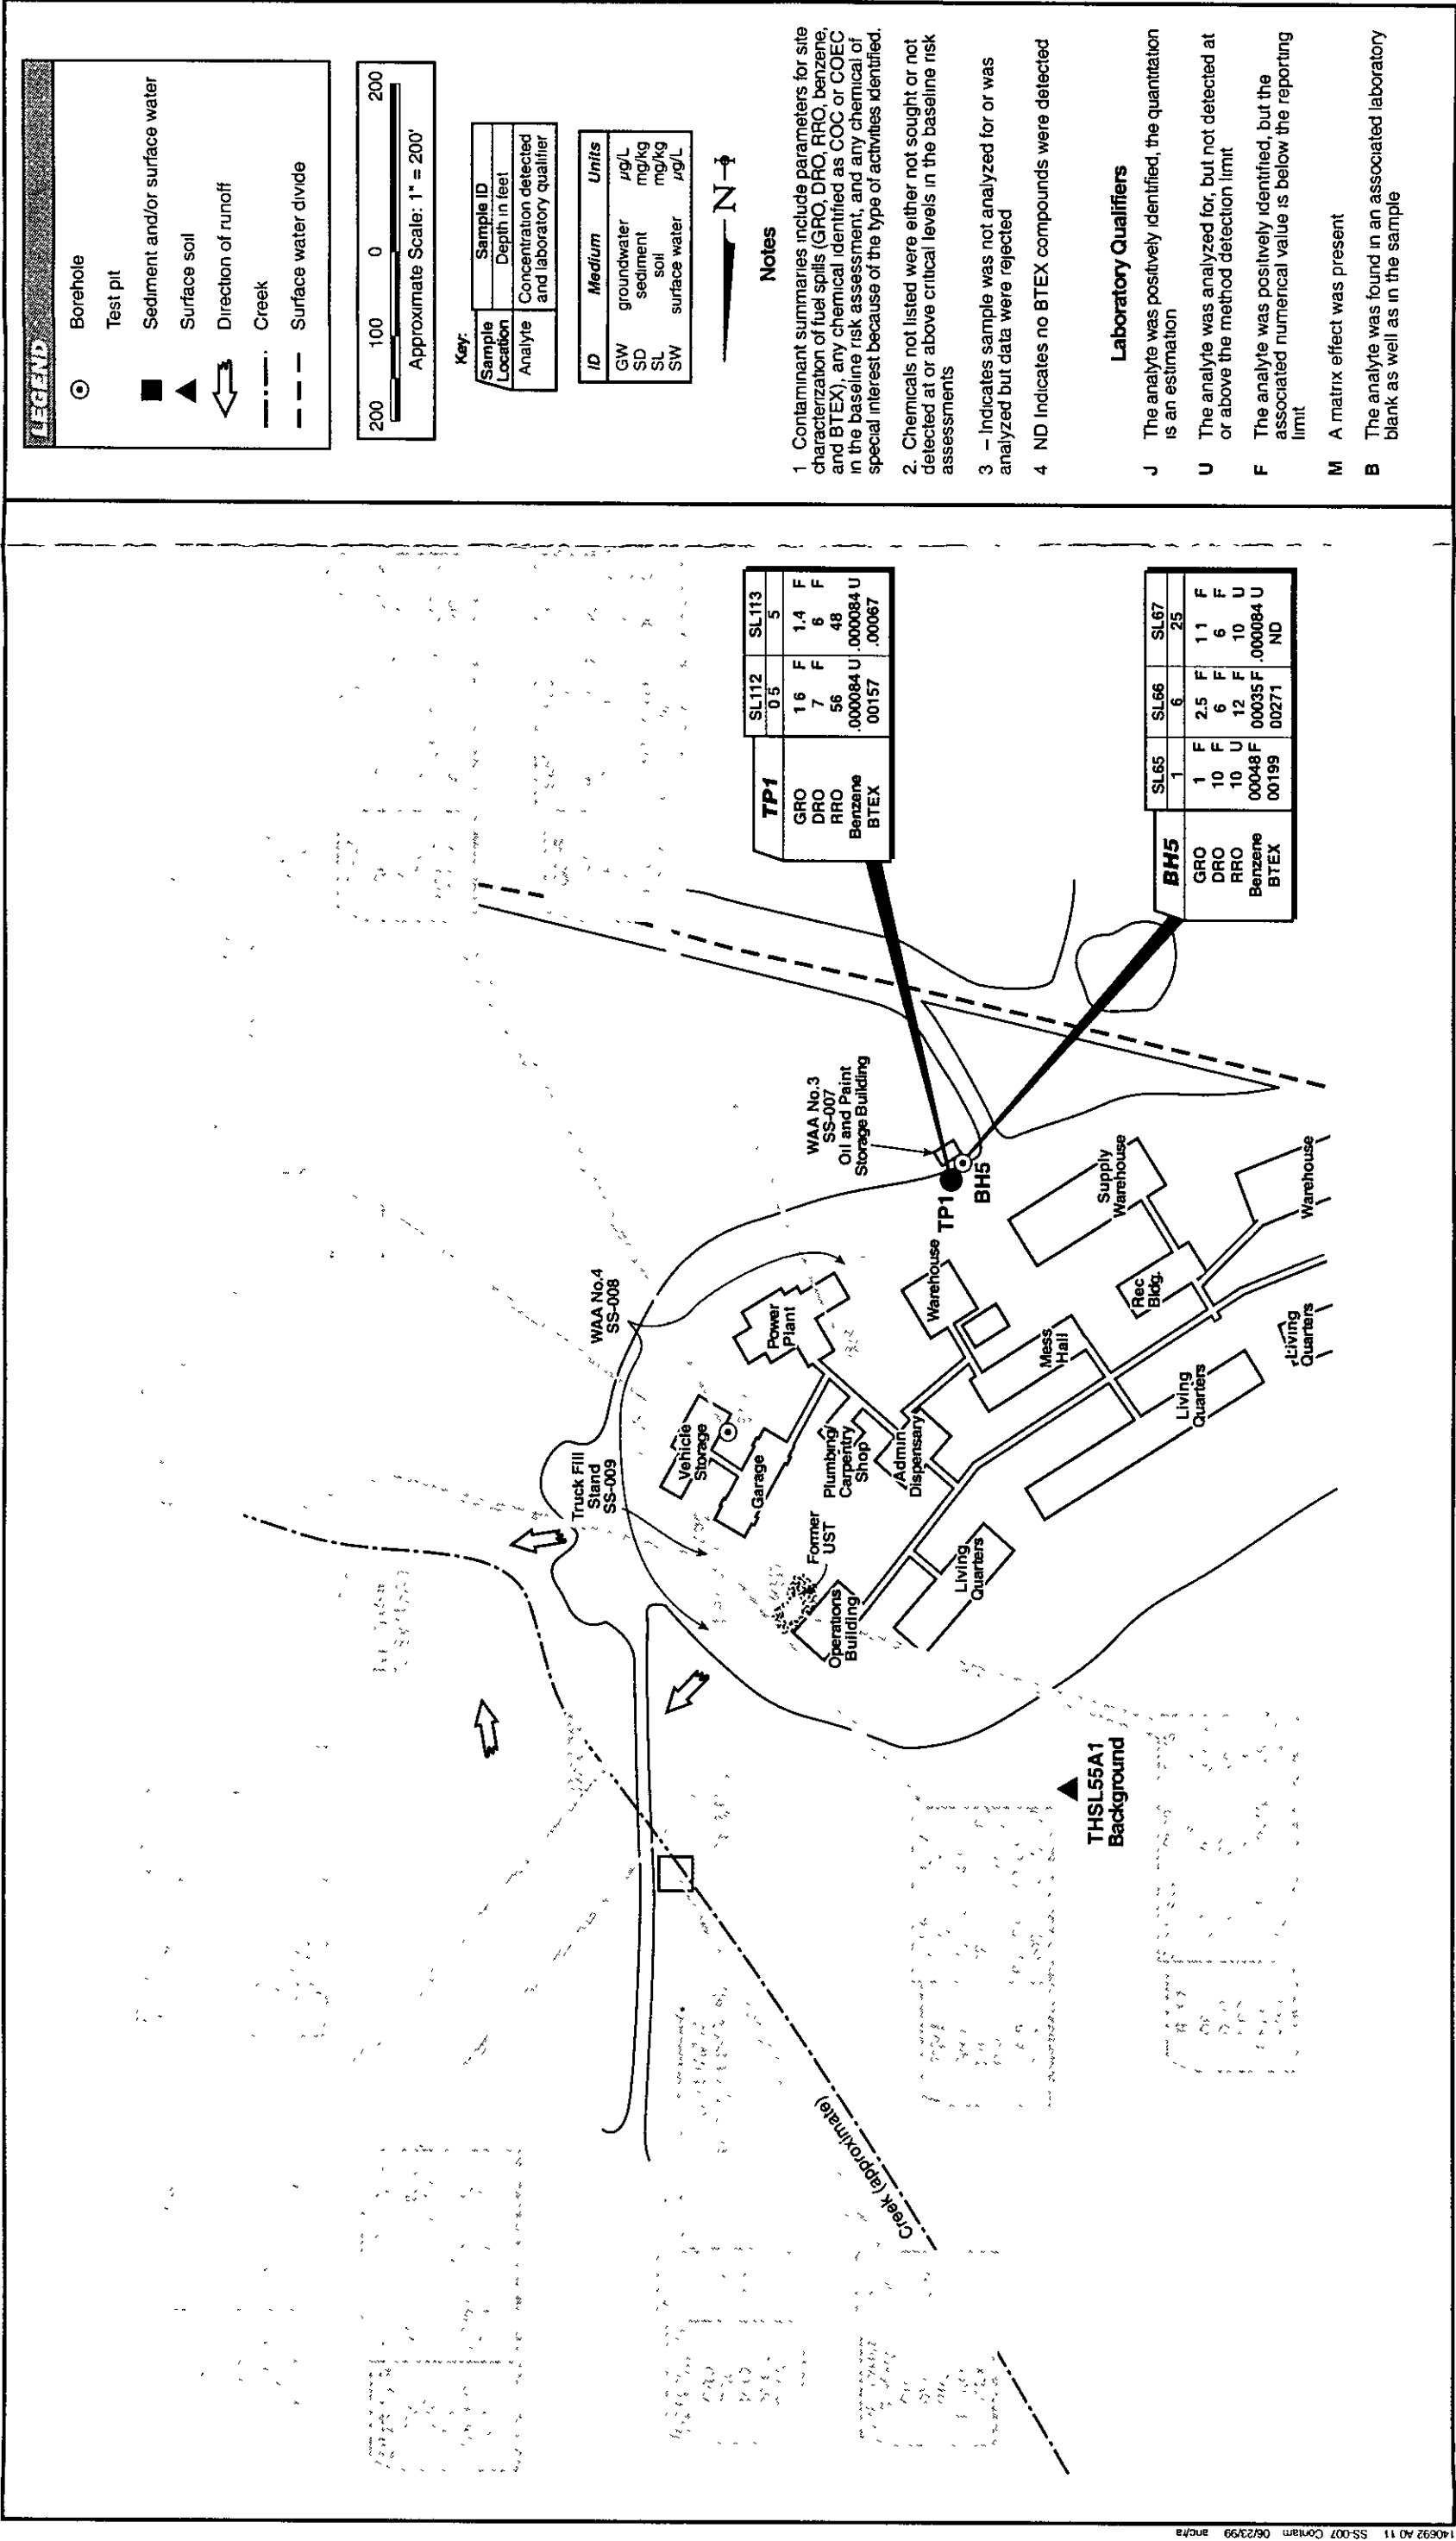 LEGEND
Borehole
Test pit
Sediment and/or surface water
Surface soil
Direction of runoff
Creek
Surface water divide
200 100 0 200
Approximate Scale: 1" = 200'
Key:
Sample Location
Sample ID
Depth in feet
Analyte
Concentration detected
and laboratory qualifier
ID Medium Units
GW groundwater µg/L
SD sediment mg/kg
SL soil mg/kg
SW surface water µg/L
N
Notes
1 Contaminant summaries include parameters for site
characterization of fuel spills (GRO, DRO, RRO, benzene,
and BTEX), any chemical identified as COC or COEC
in the baseline risk assessment, and any chemical of
special interest because of the type of activities identified.
2. Chemicals not listed were either not sought or not
detected at or above critical levels in the baseline risk
assessments
3 – Indicates sample was not analyzed for or was
analyzed but data were rejected
4 ND Indicates no BTEX compounds were detected
Laboratory Qualifiers
J The analyte was positively identified, the quantitation
is an estimation
U The analyte was analyzed for, but not detected at
or above the method detection limit
F The analyte was positively identified, but the
associated numerical value is below the reporting
limit
M A matrix effect was present
B The analyte was found in an associated laboratory
blank as well as in the sample
TP1 SL112 SL113
0 5 5
GRO 1 6 F 1.4 F
DRO 7 F 6 F
RRO 56 48
Benzene .000084 U .000084 U
BTEX 00157 .00067
BH5 SL65 SL66 SL67
1 6 25
GRO 1 F 2.5 F 1 1 F
DRO 10 F 6 F 6 F
RRO 10 U 12 F 10 U
Benzene 00048 F 00035 F .000084 U
BTEX 00199 00271 ND
WAA No.3
SS-007
Oil and Paint
Storage Building
TP1
BH5
WAA No.4
SS-008
Truck Fill
Stand
SS-009
Vehicle
Storage
Garage
Power
Plant
Plumbing/
Carpentry
Shop
Admin
Dispensary
Former
UST
Operations
Building
Living
Quarters
Warehouse
Mess
Hall
Supply
Warehouse
Rec
Bldg.
Warehouse
Living
Quarters
Living
Quarters
THSL55A1
Background
Creek (approximate)
140692 A0 11 SS-007 Contam 06/23/99 anc/ra